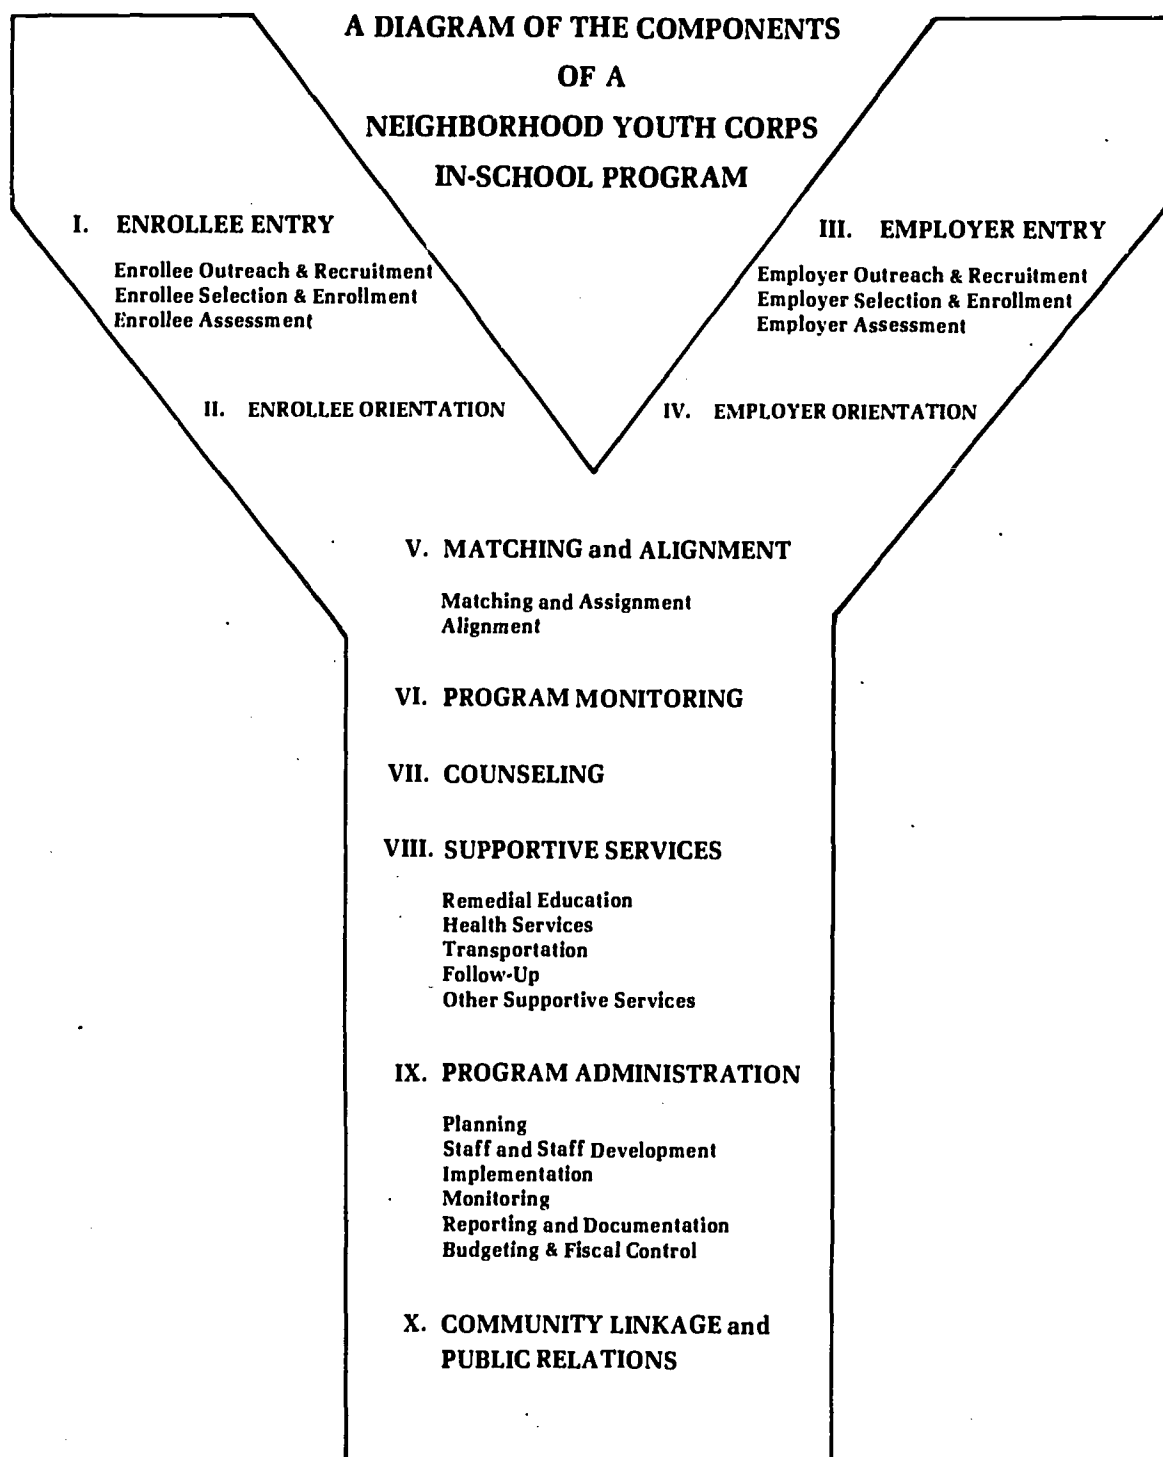 A DIAGRAM OF THE COMPONENTS
OF A
NEIGHBORHOOD YOUTH CORPS
IN-SCHOOL PROGRAM
I. ENROLLEE ENTRY
Enrollee Outreach & Recruitment
Enrollee Selection & Enrollment
Enrollee Assessment
II. ENROLLEE ORIENTATION
III. EMPLOYER ENTRY
Employer Outreach & Recruitment
Employer Selection & Enrollment
Employer Assessment
IV. EMPLOYER ORIENTATION
V. MATCHING and ALIGNMENT
Matching and Assignment
Alignment
VI. PROGRAM MONITORING
VII. COUNSELING
VIII. SUPPORTIVE SERVICES
Remedial Education
Health Services
Transportation
Follow-Up
Other Supportive Services
IX. PROGRAM ADMINISTRATION
Planning
Staff and Staff Development
Implementation
Monitoring
Reporting and Documentation
Budgeting & Fiscal Control
X. COMMUNITY LINKAGE and
PUBLIC RELATIONS